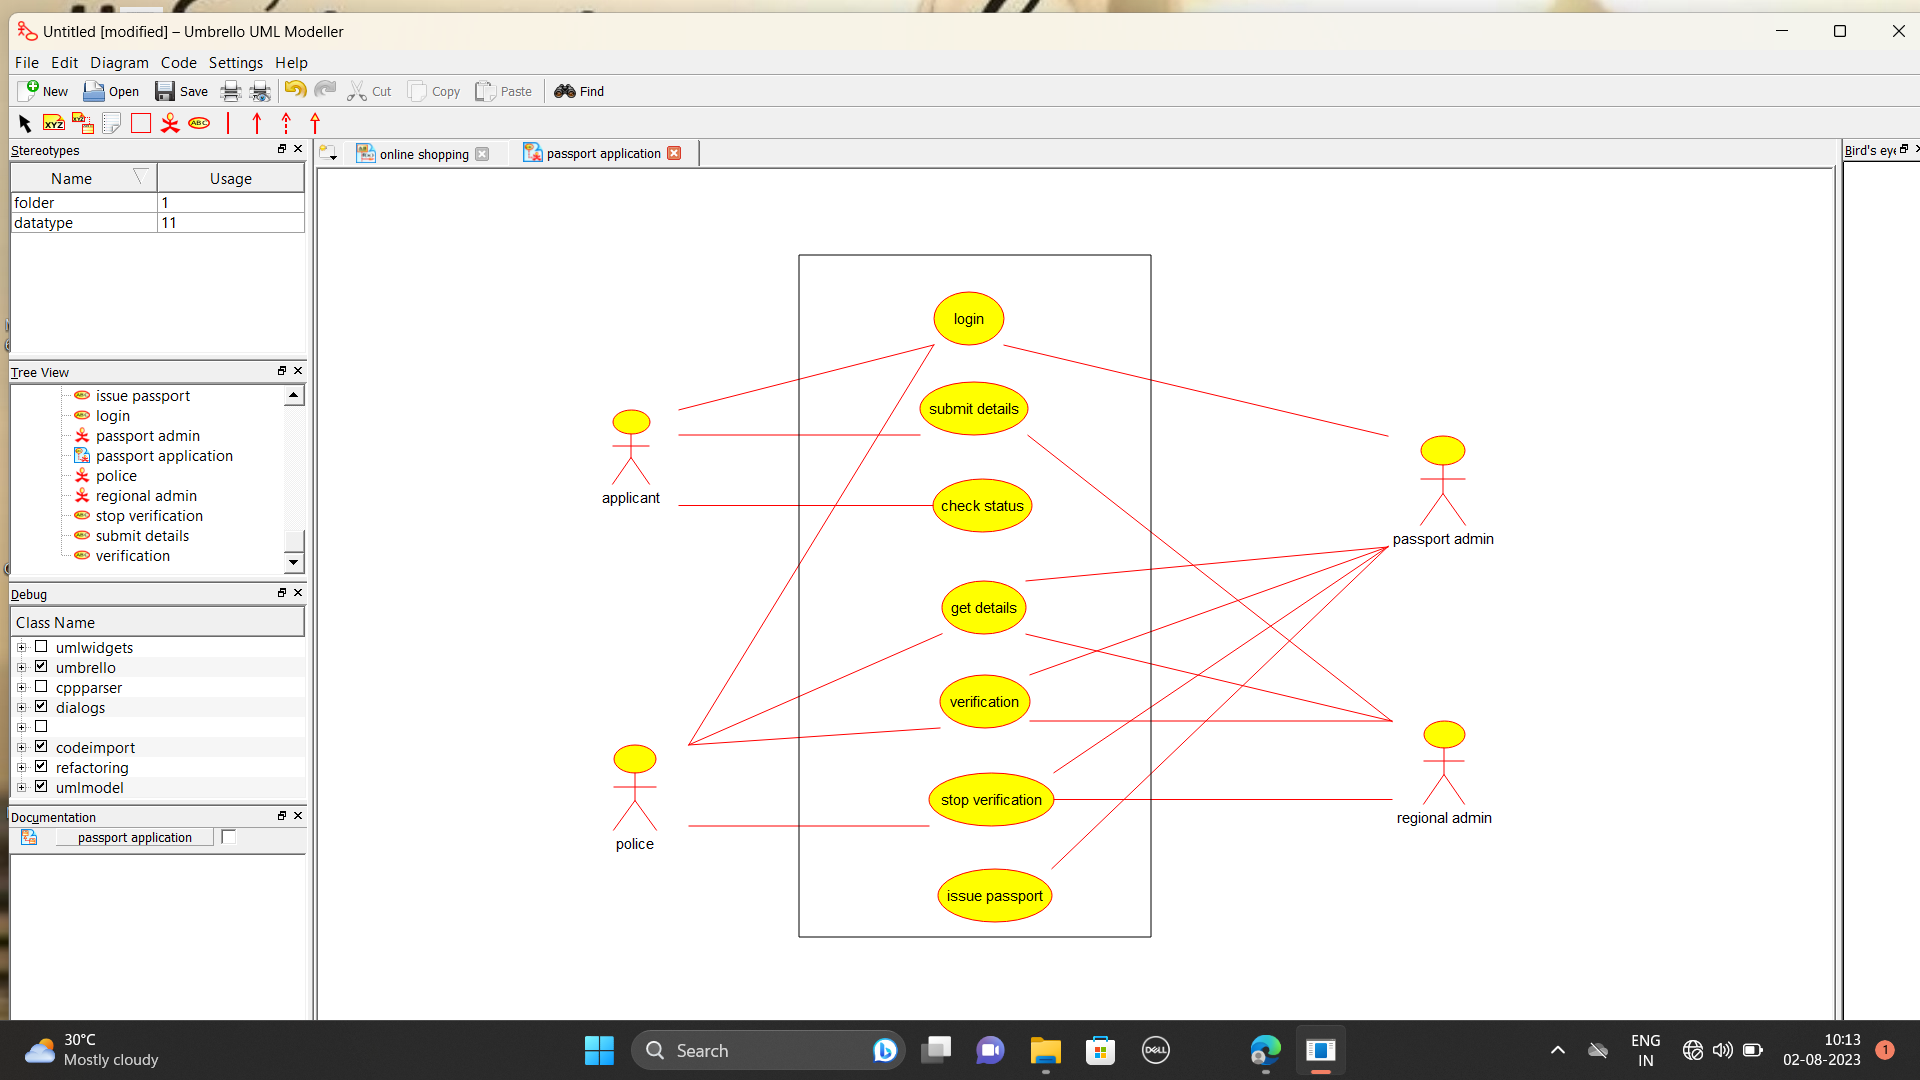 Untitled [modified] – Umbrello UML Modeller
File Edit Diagram Code Settings Help
New Open Save Cut Copy Paste Find
XYZ XYZ ABC
Stereotypes
online shopping
passport application
Bird's eye
Name Usage
folder 1
datatype 11
Tree View
issue passport
login
passport admin
passport application
police
regional admin
stop verification
submit details
verification
Debug
Class Name
umlwidgets
umbrello
cppparser
dialogs
codeimport
refactoring
umlmodel
Documentation
passport application
login
submit details
applicant
check status
passport admin
get details
verification
stop verification
regional admin
police
issue passport
30°C
Mostly cloudy
Search
DELL
ENG
IN
10:13
02-08-2023
1